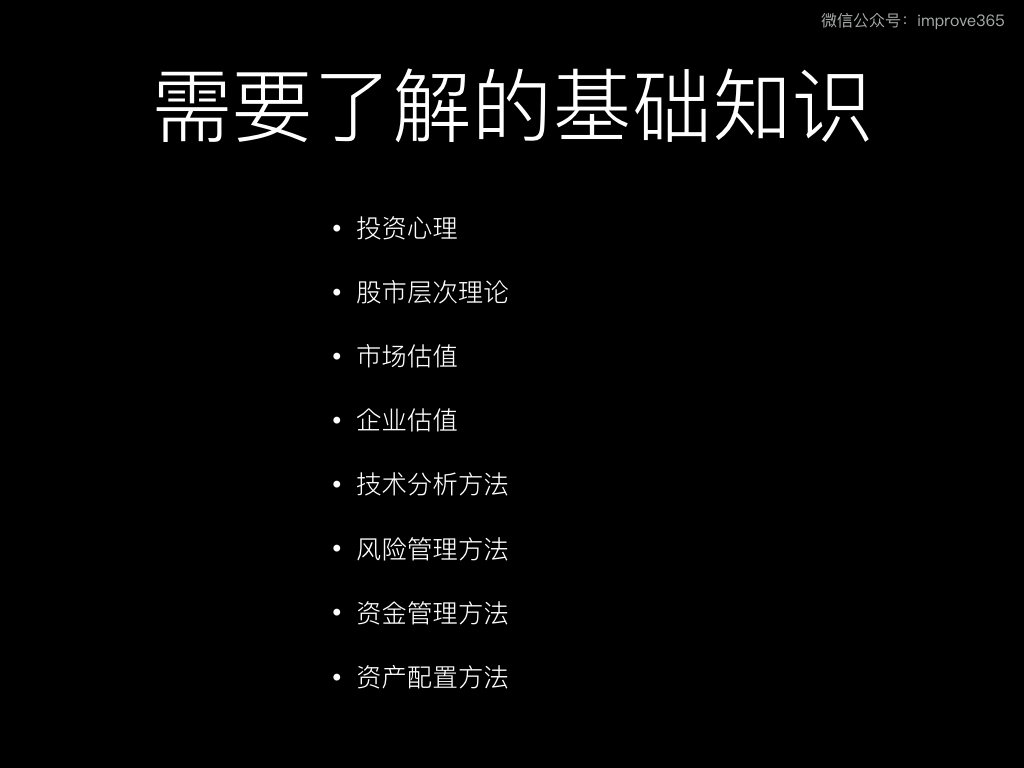 微信公众号：improve365
需要了解的基础知识
• 投资心理
• 股市层次理论
• 市场估值
• 企业估值
• 技术分析方法
• 风险管理方法
• 资金管理方法
• 资产配置方法